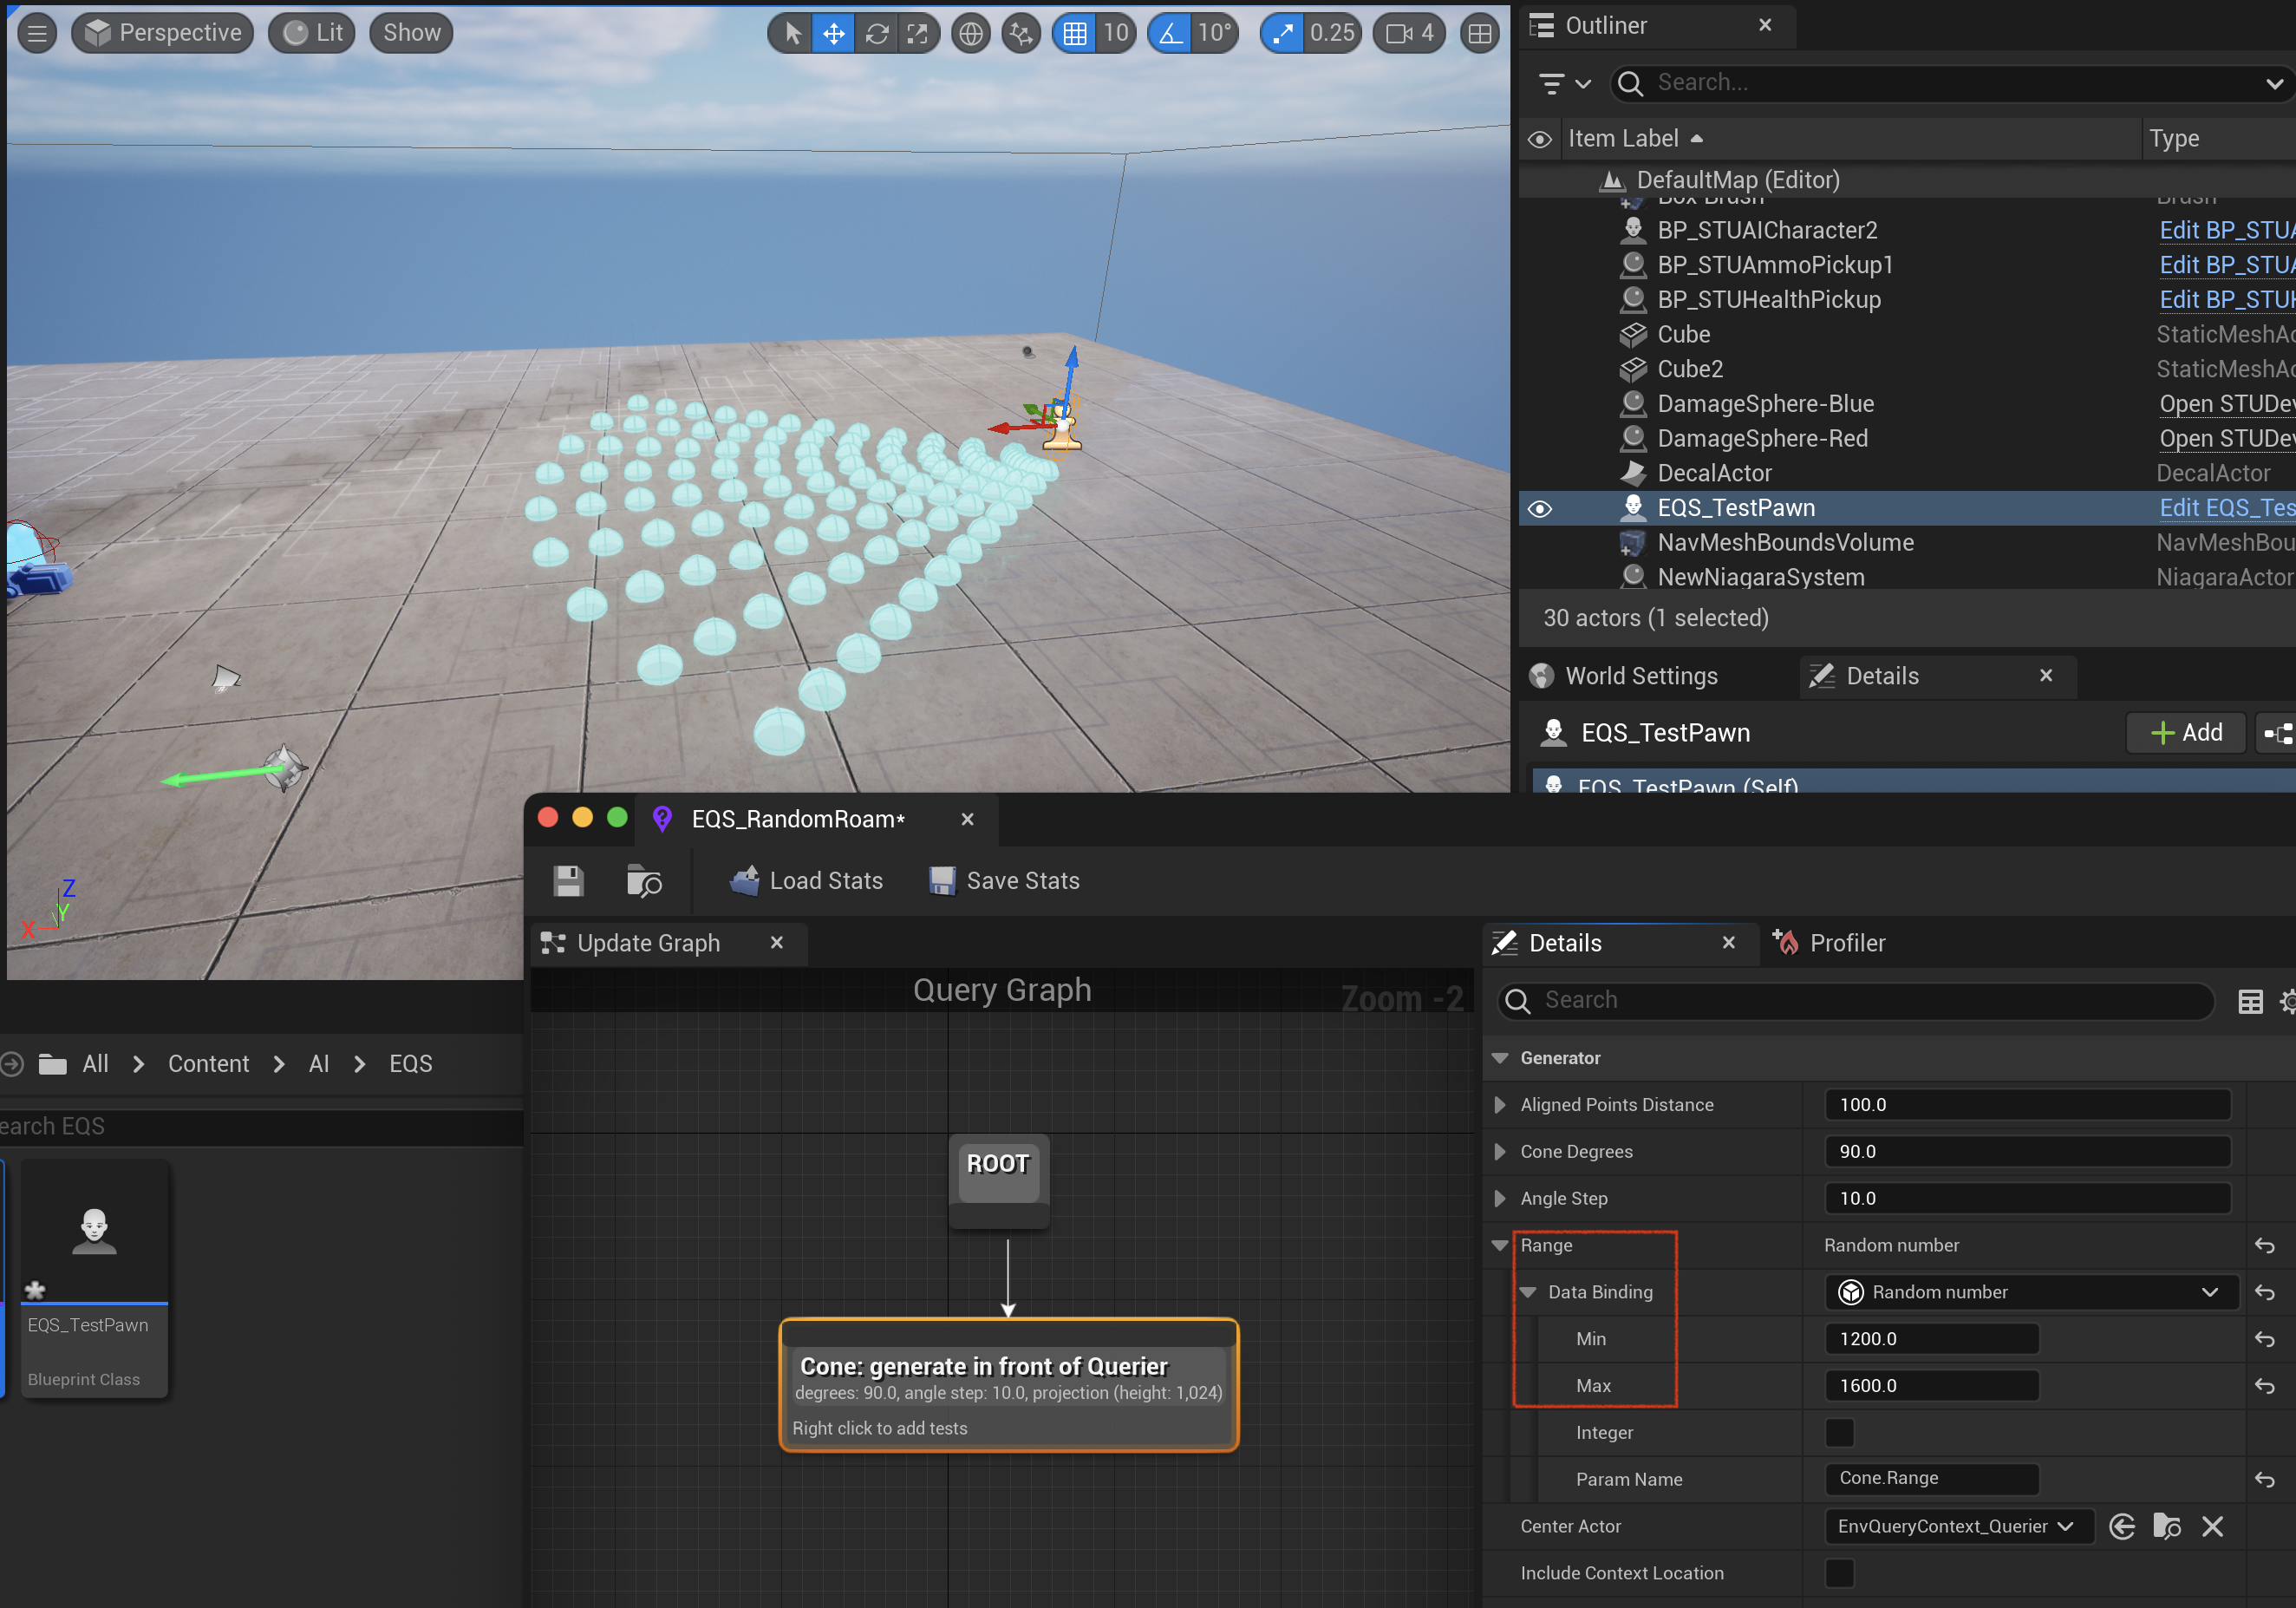 Perspective
Lit
Show
10
10°
0.25
4
Outliner
Search...
Item Label
Type
DefaultMap (Editor)
Box Brush
Brush
BP_STUAICharacter2
Edit BP_STUA
BP_STUAmmoPickup1
Edit BP_STUA
BP_STUHealthPickup
Edit BP_STUH
Cube
StaticMeshAc
Cube2
StaticMeshAc
DamageSphere-Blue
Open STUDev
DamageSphere-Red
Open STUDev
DecalActor
DecalActor
EQS_TestPawn
Edit EQS_Tes
NavMeshBoundsVolume
NavMeshBou
NewNiagaraSystem
NiagaraActor
30 actors (1 selected)
World Settings
Details
EQS_TestPawn
Add
EQS_TestPawn (Self)
Z
Y
X
EQS_RandomRoam*
Load Stats
Save Stats
Update Graph
Query Graph
Zoom -2
ROOT
Cone: generate in front of Querier
degrees: 90.0, angle step: 10.0, projection (height: 1,024)
Right click to add tests
All
Content
AI
EQS
earch EQS
EQS_TestPawn
Blueprint Class
Details
Profiler
Search
Generator
Aligned Points Distance
100.0
Cone Degrees
90.0
Angle Step
10.0
Range
Random number
Data Binding
Random number
Min
1200.0
Max
1600.0
Integer
Param Name
Cone.Range
Center Actor
EnvQueryContext_Querier
Include Context Location